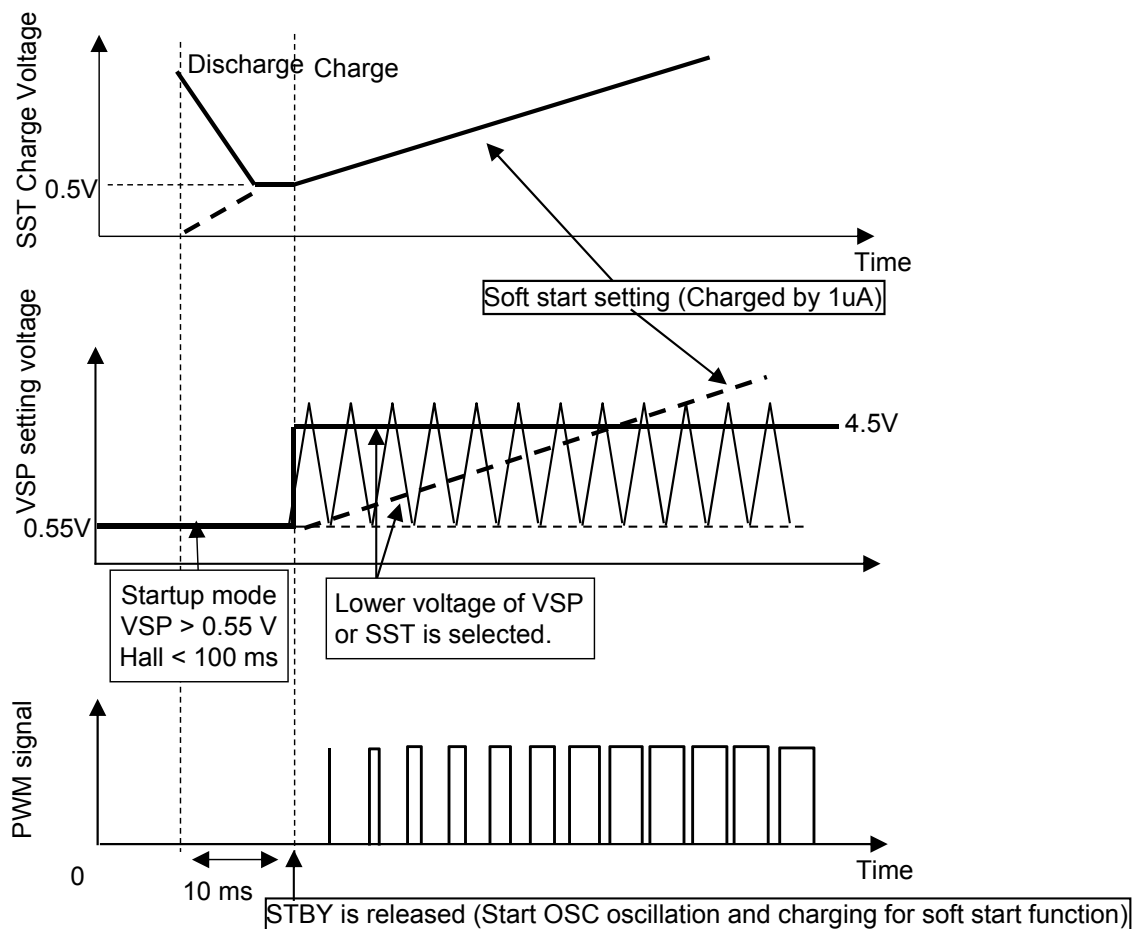 SST Charge Voltage
Discharge
Charge
0.5V
Time
Soft start setting (Charged by 1uA)
VSP setting voltage
4.5V
0.55V
Startup mode
VSP > 0.55 V
Hall < 100 ms
Lower voltage of VSP
or SST is selected.
PWM signal
0
10 ms
Time
STBY is released (Start OSC oscillation and charging for soft start function)